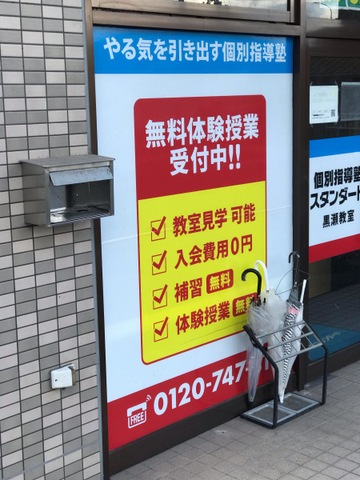 やる気を引き出す個別指導塾
無料体験授業
受付中!!
教室見学 可能
入会費用0円
補習 無料
体験授業 無料
FREE
0120-747-
個別指導塾
スタンダード
黒瀬教室